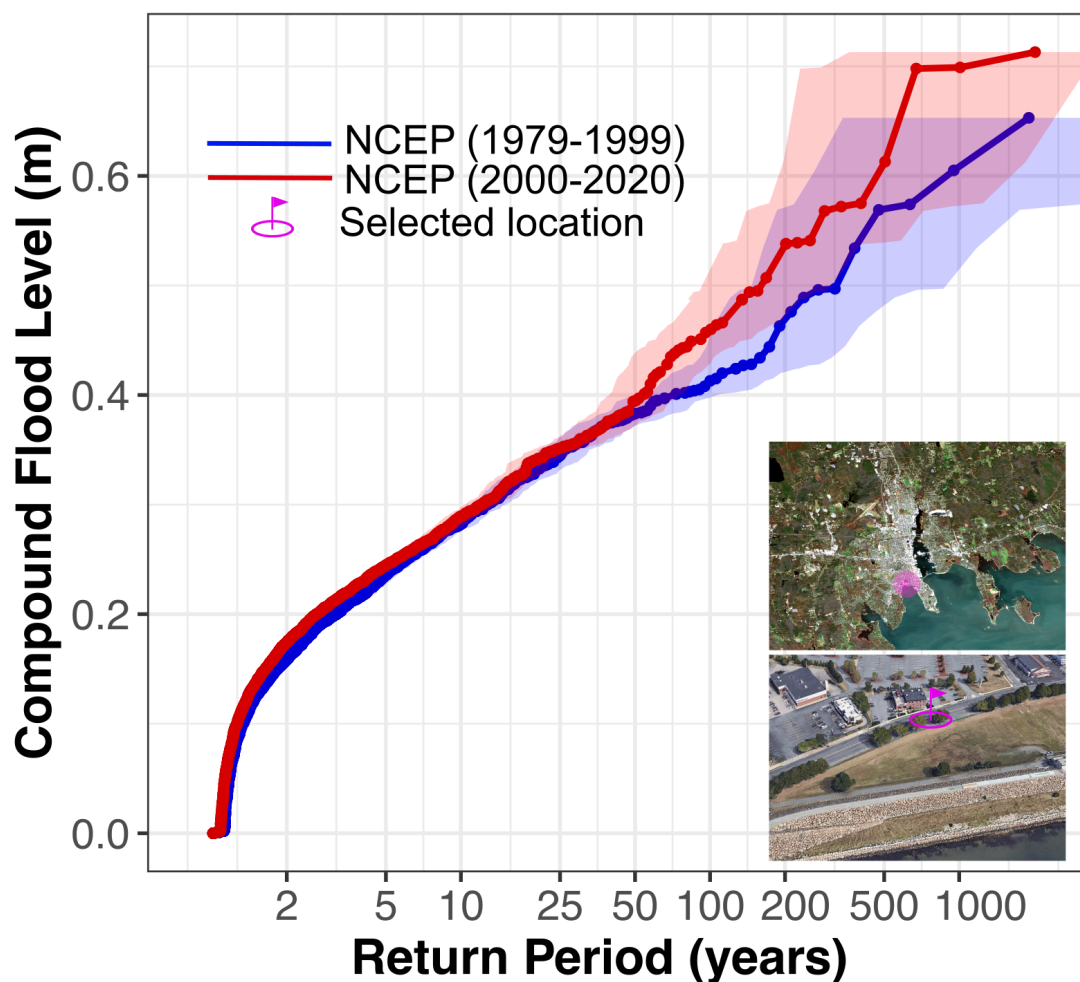 Compound Flood Level (m)
0.6
0.4
0.2
0.0
NCEP (1979-1999)
NCEP (2000-2020)
Selected location
2 5 10 25 50 100 200 500 1000
Return Period (years)